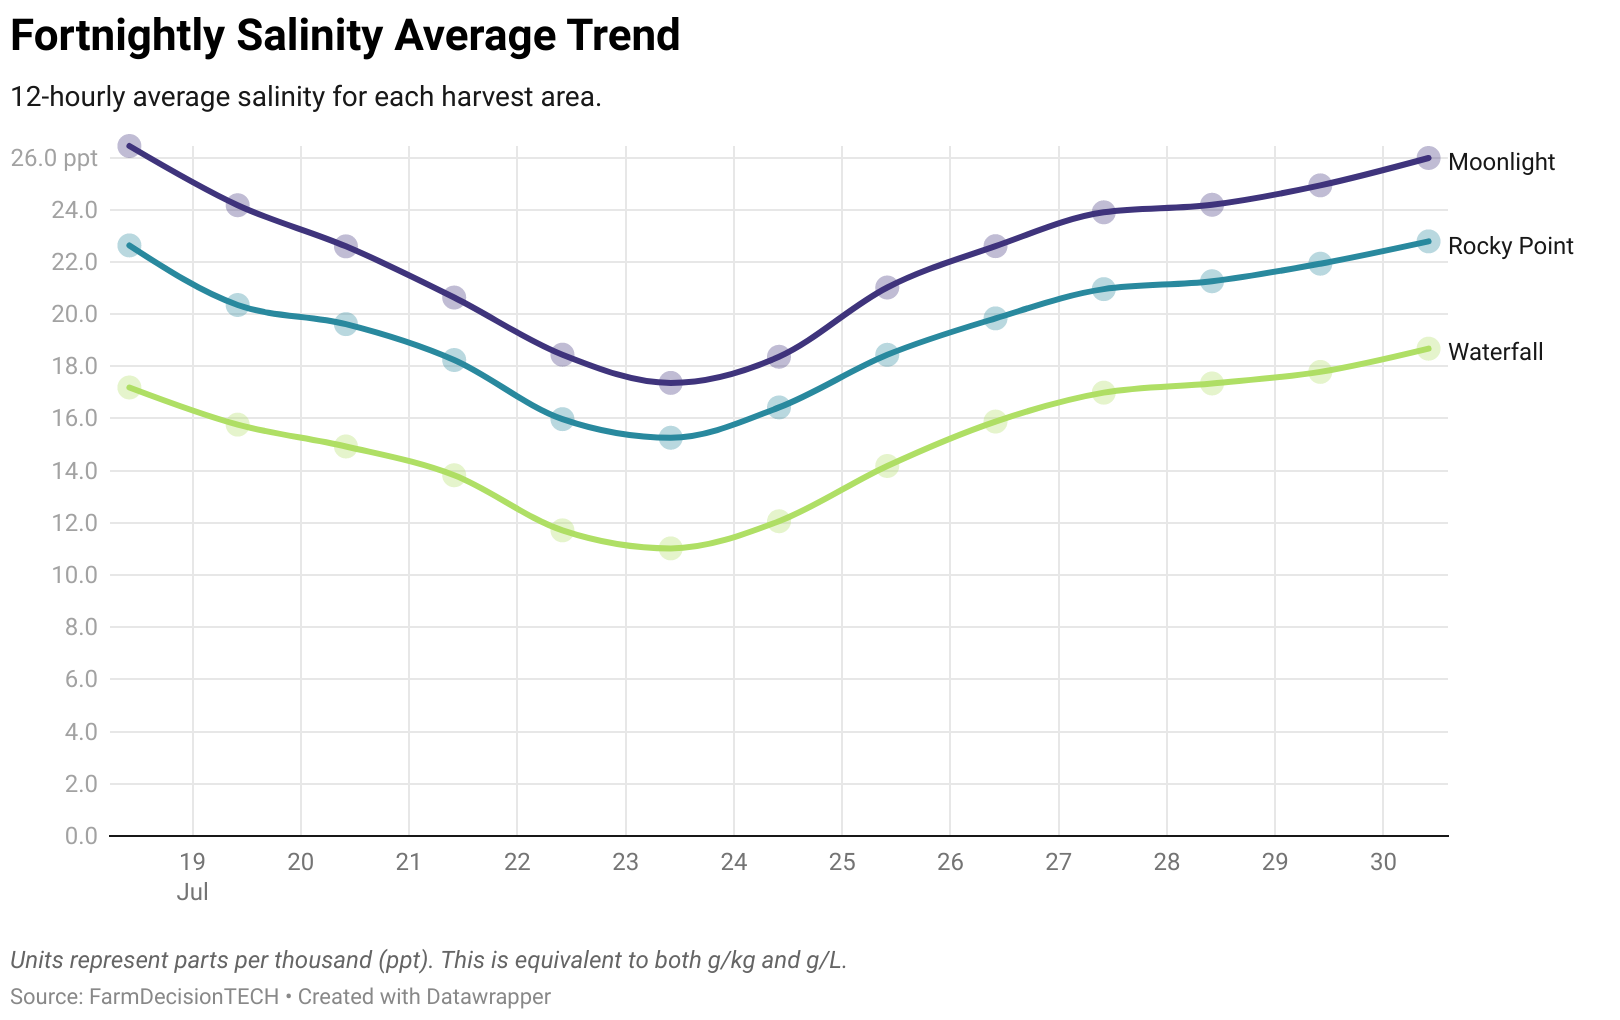 Fortnightly Salinity Average Trend
12-hourly average salinity for each harvest area.
26.0 ppt
24.0
22.0
20.0
18.0
16.0
14.0
12.0
10.0
8.0
6.0
4.0
2.0
0.0
Moonlight
Rocky Point
Waterfall
19 20 21 22 23 24 25 26 27 28 29 30
Jul
Units represent parts per thousand (ppt). This is equivalent to both g/kg and g/L.
Source: FarmDecisionTECH • Created with Datawrapper